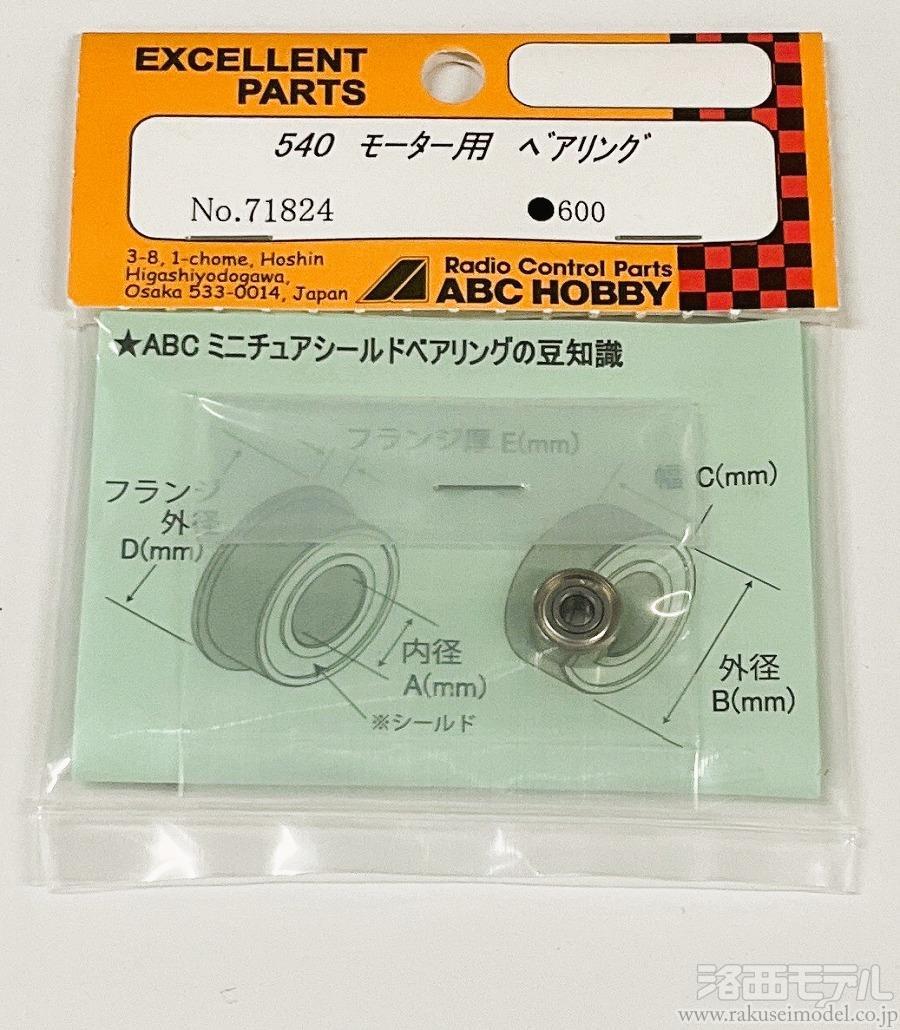 EXCELLENT
PARTS
540 モーター用 ベアリング
No.71824 ●600
3-8, 1-chome, Hoshin
Higashiyodogawa,
Osaka 533-0014, Japan
Radio Control Parts
ABC HOBBY
★ABC ミニチュアシールドベアリングの豆知識
フランジ厚 E(mm)
幅 C(mm)
フランジ
外径
D(mm)
内径
A(mm)
※シールド
外径
B(mm)
洛西モデル
www.rakuseimodel.co.jp